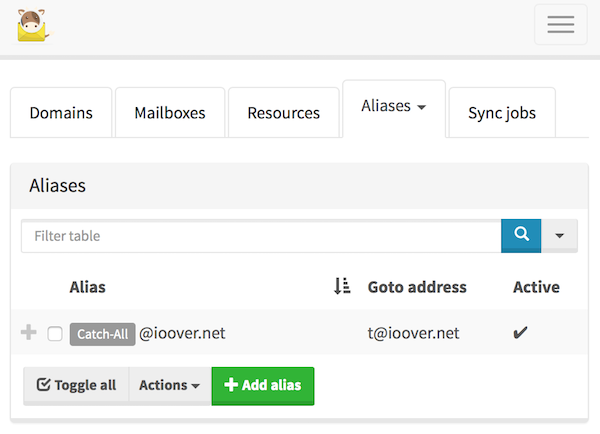 Domains Mailboxes Resources Aliases Sync jobs
Aliases
Filter table
Alias Goto address Active
Catch-All @ioover.net t@ioover.net ✔
Toggle all Actions Add alias